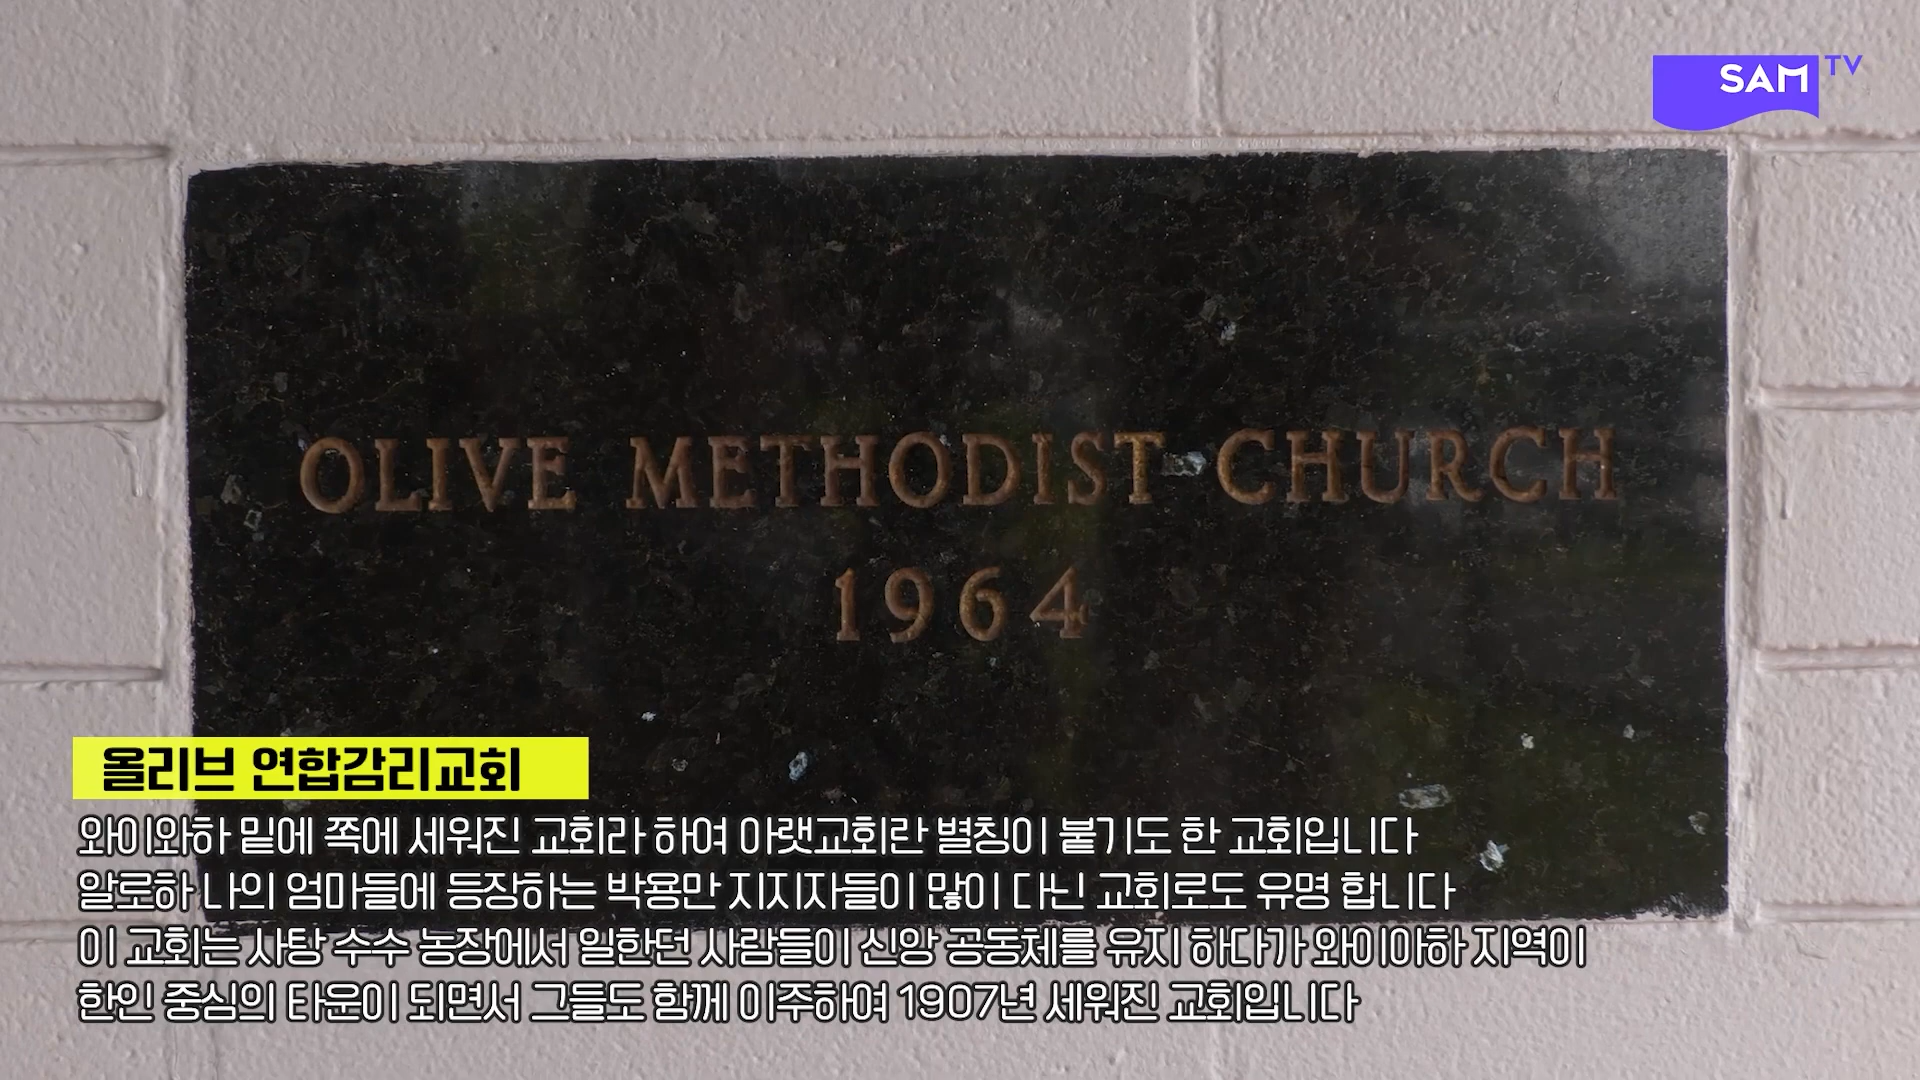 SAM TV
OLIVE METHODIST CHURCH
1964
올리브 연합감리교회
와이와하 밑에 쪽에 세워진 교회라 하여 아랫교회란 별칭이 붙기도 한 교회입니다
알로하 나의 엄마들에 등장하는 박용만 지지자들이 많이 다닌 교회로도 유명 합니다
이 교회는 사탕 수수 농장에서 일한던 사람들이 신앙 공동체를 유지 하다가 와이아하 지역이
한인 중심의 타운이 되면서 그들도 함께 이주하여 1907년 세워진 교회입니다